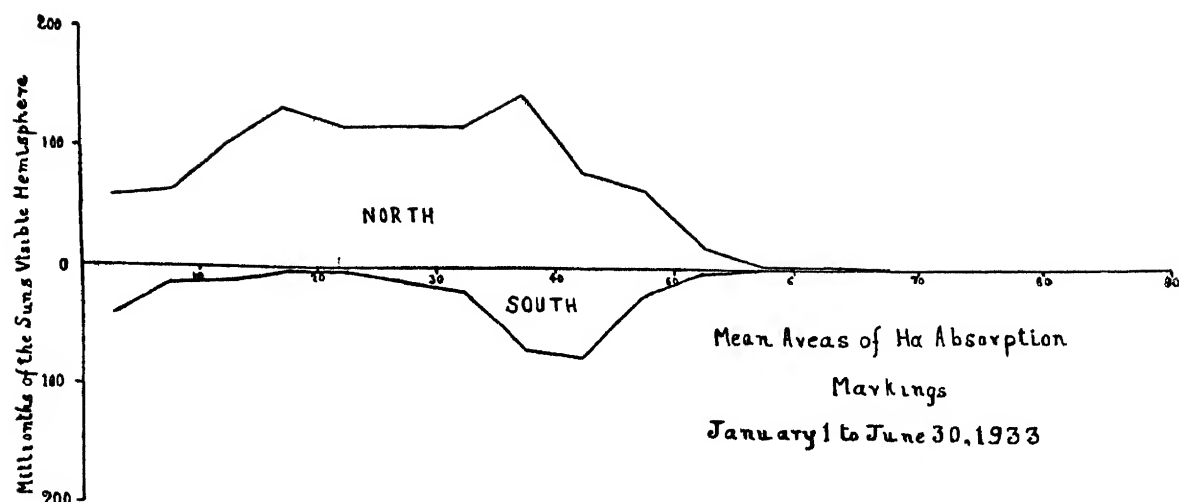 200
Millionths of the Suns Visible Hemisphere
100
NORTH
0
10 20 30 40 50 6 70 80 90
SOUTH
100
Mean Areas of Hα Absorption
Markings
January 1 to June 30, 1933
200